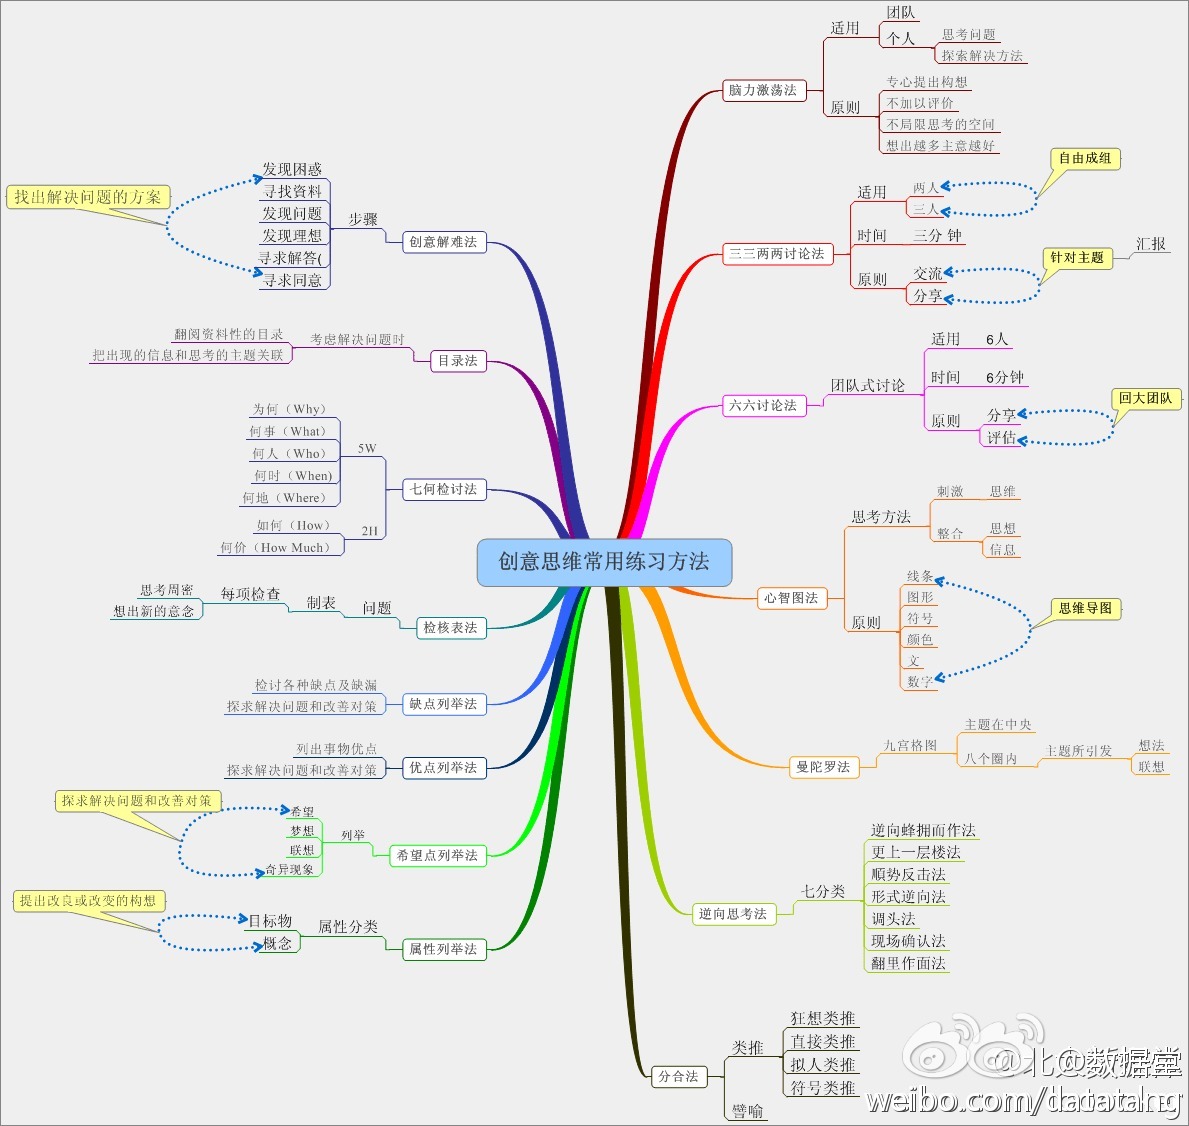 创意思维常用练习方法
脑力激荡法
适用
团队
个人
思考问题
探索解决方法
原则
专心提出构想
不加以评价
不局限思考的空间
想出越多主意越好
三三两两讨论法
适用
两人
三人
自由成组
时间
三分 钟
原则
交流
分享
针对主题
汇报
六六讨论法
团队式讨论
适用
6人
时间
6分钟
原则
分享
评估
回大团队
心智图法
思考方法
刺激
思维
整合
思想
信息
原则
线条
图形
符号
颜色
文
数字
思维导图
曼陀罗法
九宫格图
主题在中央
八个圈内
主题所引发
想法
联想
逆向思考法
七分类
逆向蜂拥而作法
更上一层楼法
順势反击法
形式逆向法
调头法
现场确认法
翻里作面法
分合法
类推
狂想类推
直接类推
拟人类推
符号类推
譬喻
创意解难法
步骤
发现困惑
寻找資料
发现问题
发现理想
寻求解答(
寻求同意
找出解决问题的方案
目录法
考虑解决问题时
翻阅资料性的目录
把出现的信息和思考的主题关联
七何检讨法
5W
为何（Why）
何事（What）
何人（Who）
何时（When)
何地（Where）
2H
如何（How）
何价（How Much）
检核表法
问题
制表
每项检查
思考周密
想出新的意念
缺点列举法
检讨各种缺点及缺漏
探求解决问题和改善对策
优点列举法
列出事物优点
探求解决问题和改善对策
希望点列举法
列举
希望
梦想
联想
奇异现象
探求解决问题和改善对策
属性列举法
属性分类
目标物
概念
提出改良或改变的构想
weibo.com/datatang